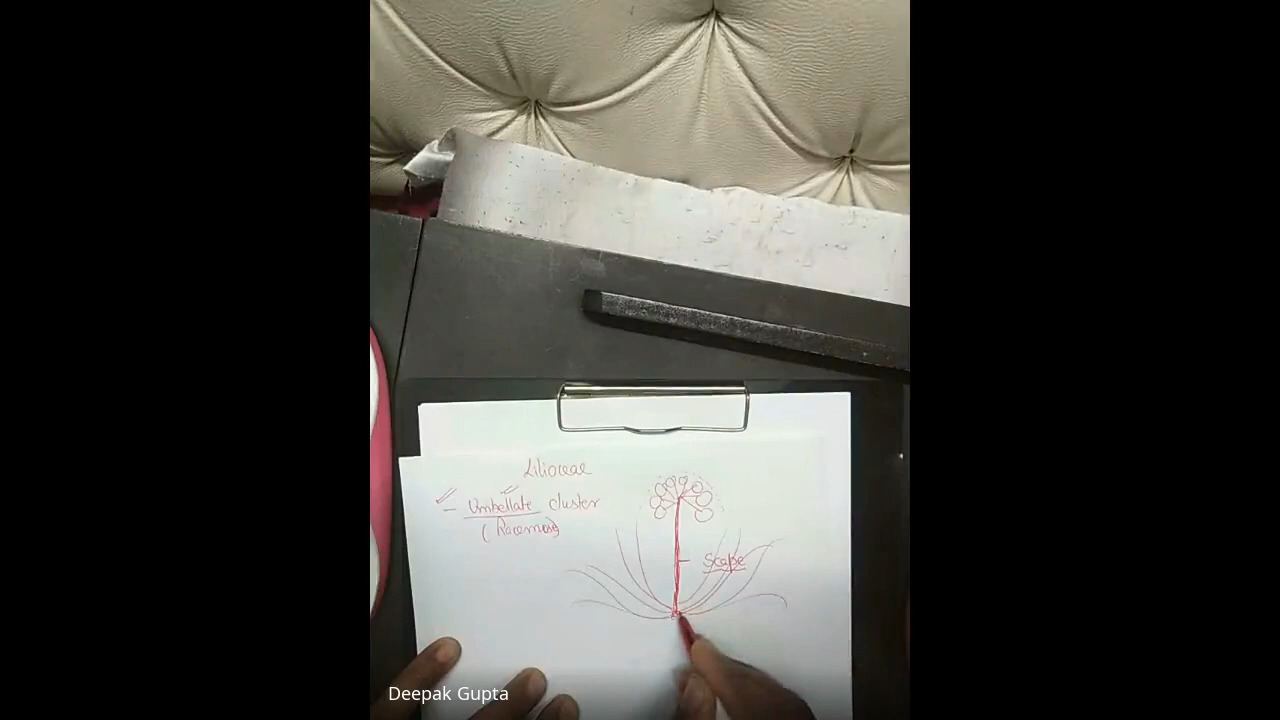 Liliaceae
- Umbellate cluster
(Racemose)
Scape
Deepak Gupta